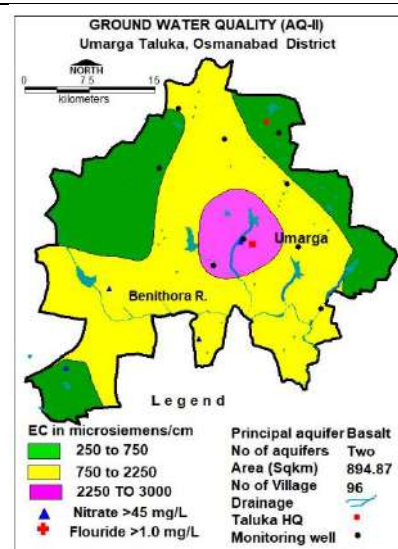 GROUND WATER QUALITY (AQ-II)
Umarga Taluka, Osmanabad District
NORTH
0 7.5 15
kilometers
Umarga
Benithora R.
Legend
EC in microsiemens/cm
250 to 750
750 to 2250
2250 TO 3000
Nitrate >45 mg/L
Flouride >1.0 mg/L
Principal aquifer Basalt
No of aquifers Two
Area (Sqkm) 894.87
No of Village 96
Drainage
Taluka HQ
Monitoring well